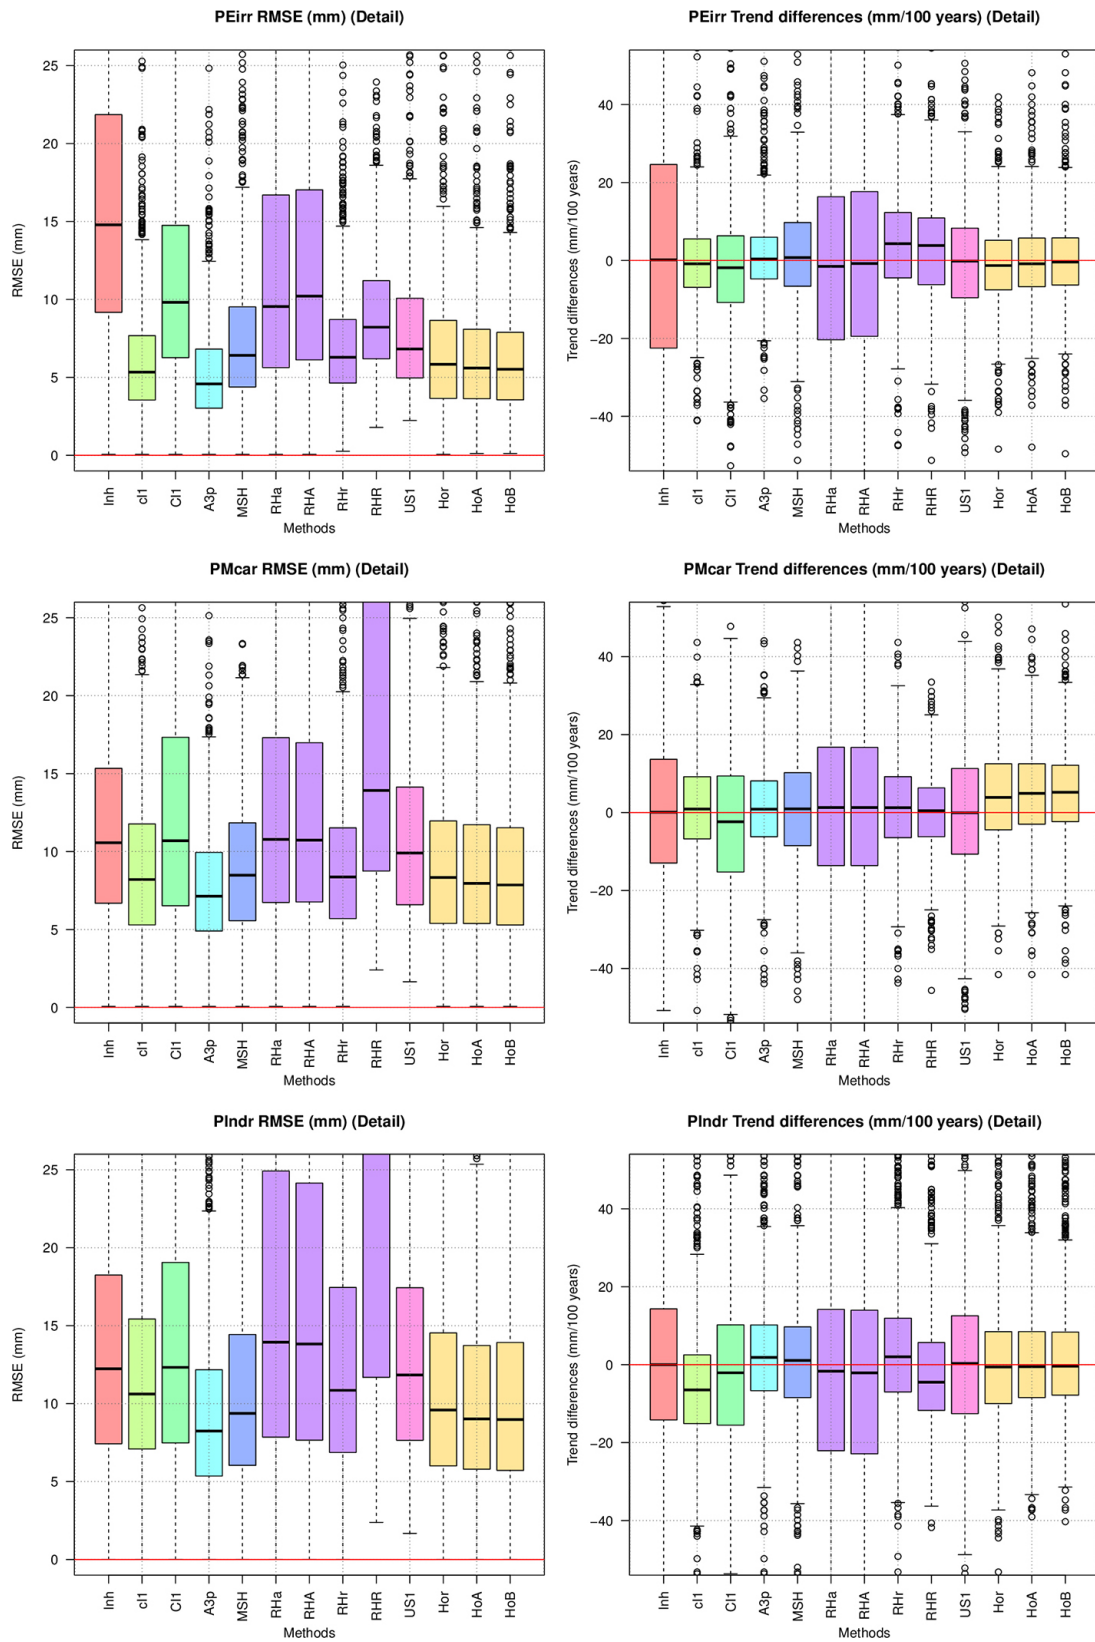 PEirr RMSE (mm) (Detail)
RMSE (mm)
25
20
15
10
5
0
Inh cl1 Cl1 A3p MSH RHa RHA RHr RHR US1 Hor HoA HoB
Methods
PEirr Trend differences (mm/100 years) (Detail)
Trend differences (mm/100 years)
40
20
0
−20
−40
Inh cl1 Cl1 A3p MSH RHa RHA RHr RHR US1 Hor HoA HoB
Methods
PMcar RMSE (mm) (Detail)
RMSE (mm)
25
20
15
10
5
0
Inh cl1 Cl1 A3p MSH RHa RHA RHr RHR US1 Hor HoA HoB
Methods
PMcar Trend differences (mm/100 years) (Detail)
Trend differences (mm/100 years)
40
20
0
−20
−40
Inh cl1 Cl1 A3p MSH RHa RHA RHr RHR US1 Hor HoA HoB
Methods
PIndr RMSE (mm) (Detail)
RMSE (mm)
25
20
15
10
5
0
Inh cl1 Cl1 A3p MSH RHa RHA RHr RHR US1 Hor HoA HoB
Methods
PIndr Trend differences (mm/100 years) (Detail)
Trend differences (mm/100 years)
40
20
0
−20
−40
Inh cl1 Cl1 A3p MSH RHa RHA RHr RHR US1 Hor HoA HoB
Methods